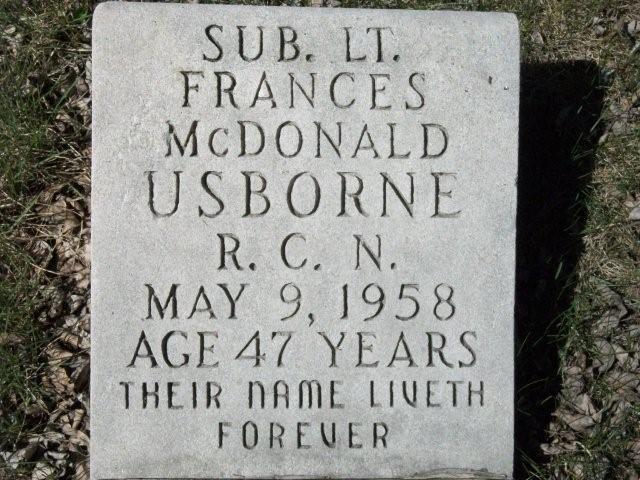 SUB. LT.
FRANCES
McDONALD
USBORNE
R. C. N.
MAY 9, 1958
AGE 47 YEARS
THEIR NAME LIVETH
FOREVER